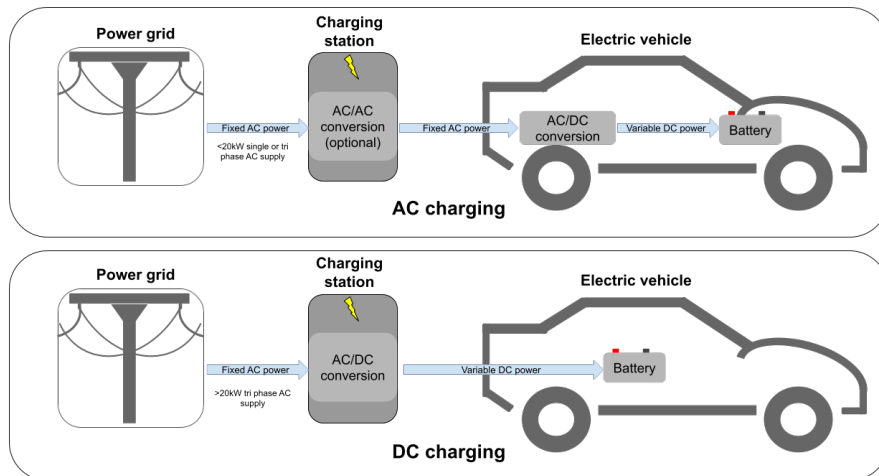 Power grid
Charging
station
Electric vehicle
Fixed AC power
<20kW single or tri
phase AC supply
AC/AC
conversion
(optional)
Fixed AC power
AC/DC
conversion
Variable DC power
Battery
AC charging
Power grid
Charging
station
Electric vehicle
Fixed AC power
>20kW tri phase AC
supply
AC/DC
conversion
Variable DC power
Battery
DC charging